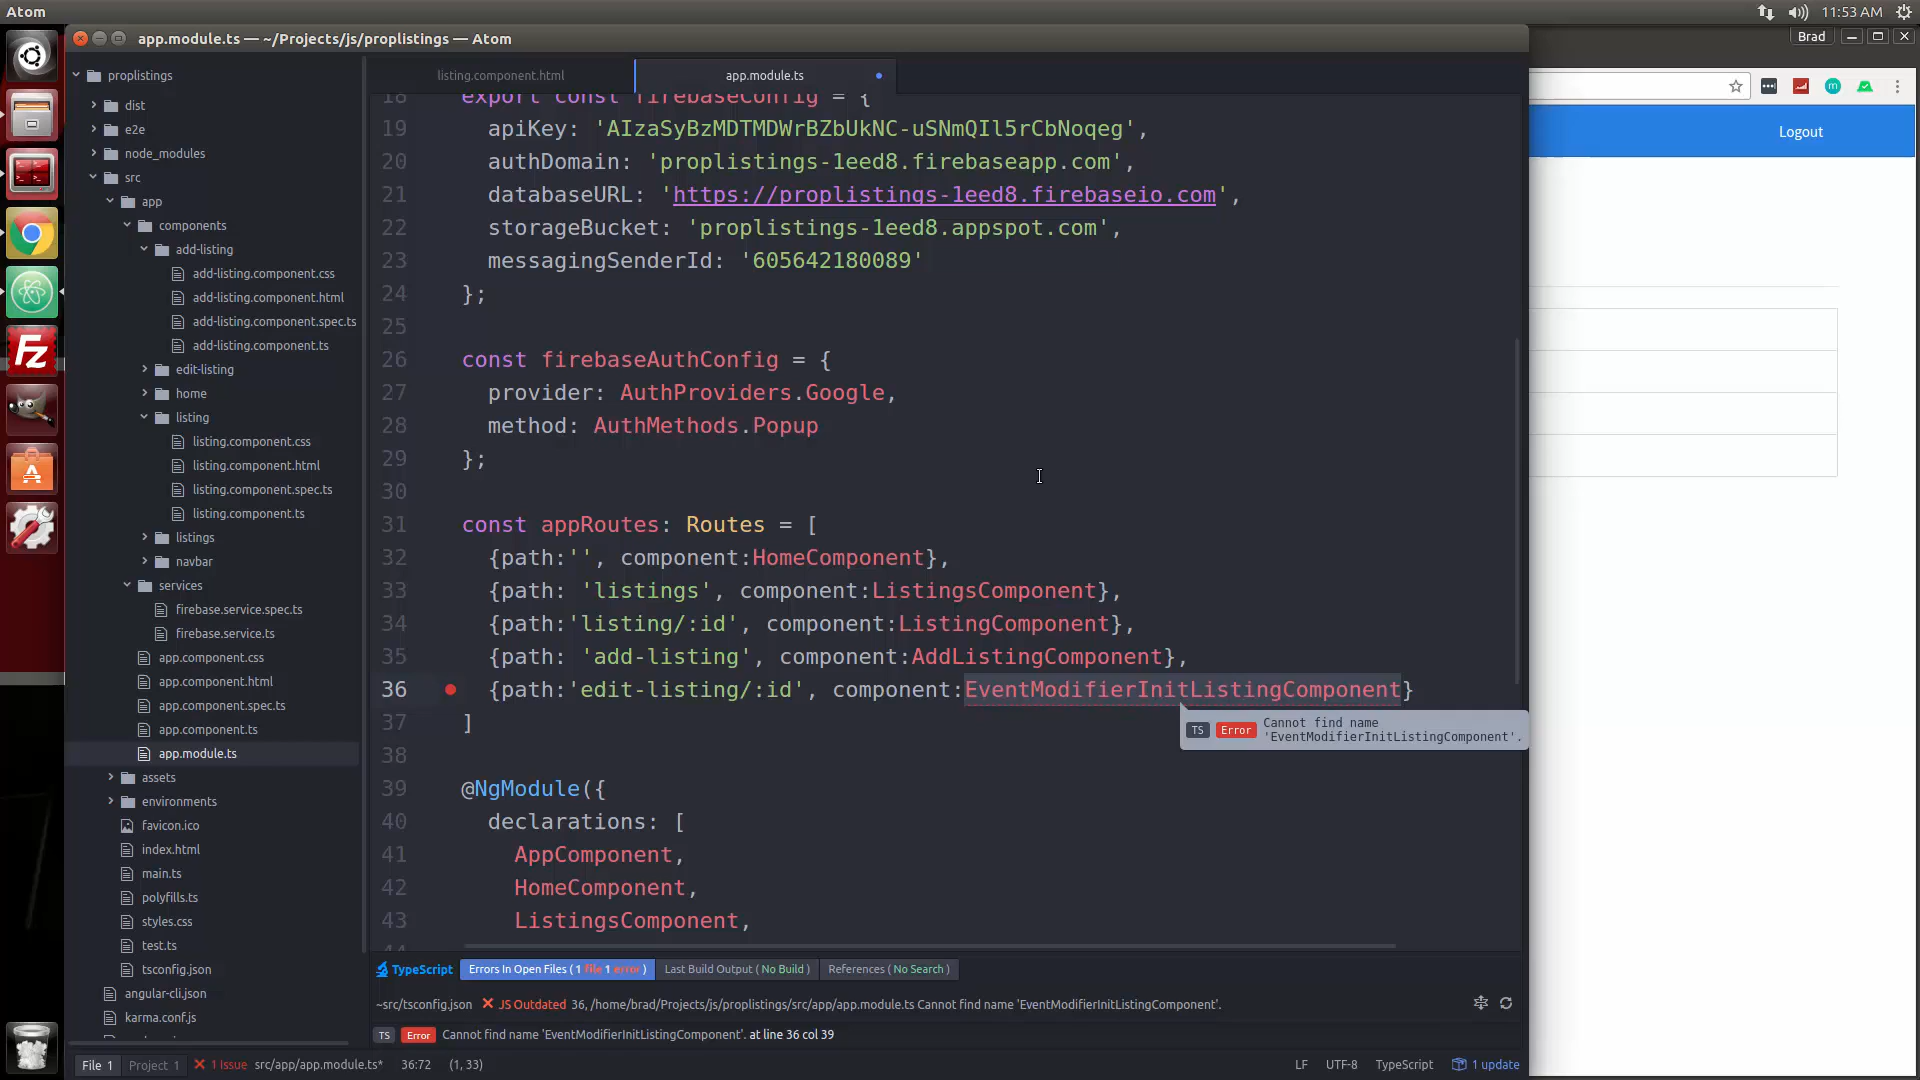 Atom
11:53 AM
app.module.ts — ~/Projects/js/proplistings — Atom
Brad
proplistings
dist
e2e
node_modules
src
app
components
add-listing
add-listing.component.css
add-listing.component.html
add-listing.component.spec.ts
add-listing.component.ts
edit-listing
home
listing
listing.component.css
listing.component.html
listing.component.spec.ts
listing.component.ts
listings
navbar
services
firebase.service.spec.ts
firebase.service.ts
app.component.css
app.component.html
app.component.spec.ts
app.component.ts
app.module.ts
assets
environments
favicon.ico
index.html
main.ts
polyfills.ts
styles.css
test.ts
tsconfig.json
angular-cli.json
karma.conf.js
listing.component.html
app.module.ts
18 export const firebaseConfig = {
19 apiKey: 'AIzaSyBzMDTMDWrBZbUkNC-uSNmQIl5rCbNoqeg',
20 authDomain: 'proplistings-1eed8.firebaseapp.com',
21 databaseURL: 'https://proplistings-1eed8.firebaseio.com',
22 storageBucket: 'proplistings-1eed8.appspot.com',
23 messagingSenderId: '605642180089'
24 };
25
26 const firebaseAuthConfig = {
27 provider: AuthProviders.Google,
28 method: AuthMethods.Popup
29 };
30
31 const appRoutes: Routes = [
32 {path:'', component:HomeComponent},
33 {path: 'listings', component:ListingsComponent},
34 {path:'listing/:id', component:ListingComponent},
35 {path: 'add-listing', component:AddListingComponent},
36 {path:'edit-listing/:id', component:EventModifierInitListingComponent}
37 ]
TS Error Cannot find name
'EventModifierInitListingComponent'.
38
39 @NgModule({
40 declarations: [
41 AppComponent,
42 HomeComponent,
43 ListingsComponent,
44
TypeScript Errors In Open Files ( 1 file 1 error ) Last Build Output ( No Build ) References ( No Search )
~src/tsconfig.json JS Outdated 36, /home/brad/Projects/js/proplistings/src/app/app.module.ts Cannot find name 'EventModifierInitListingComponent'.
TS Error Cannot find name 'EventModifierInitListingComponent'. at line 36 col 39
File 1 Project 1 1 Issue src/app/app.module.ts* 36:72 (1, 33) LF UTF-8 TypeScript 1 update
m
Logout
Fz